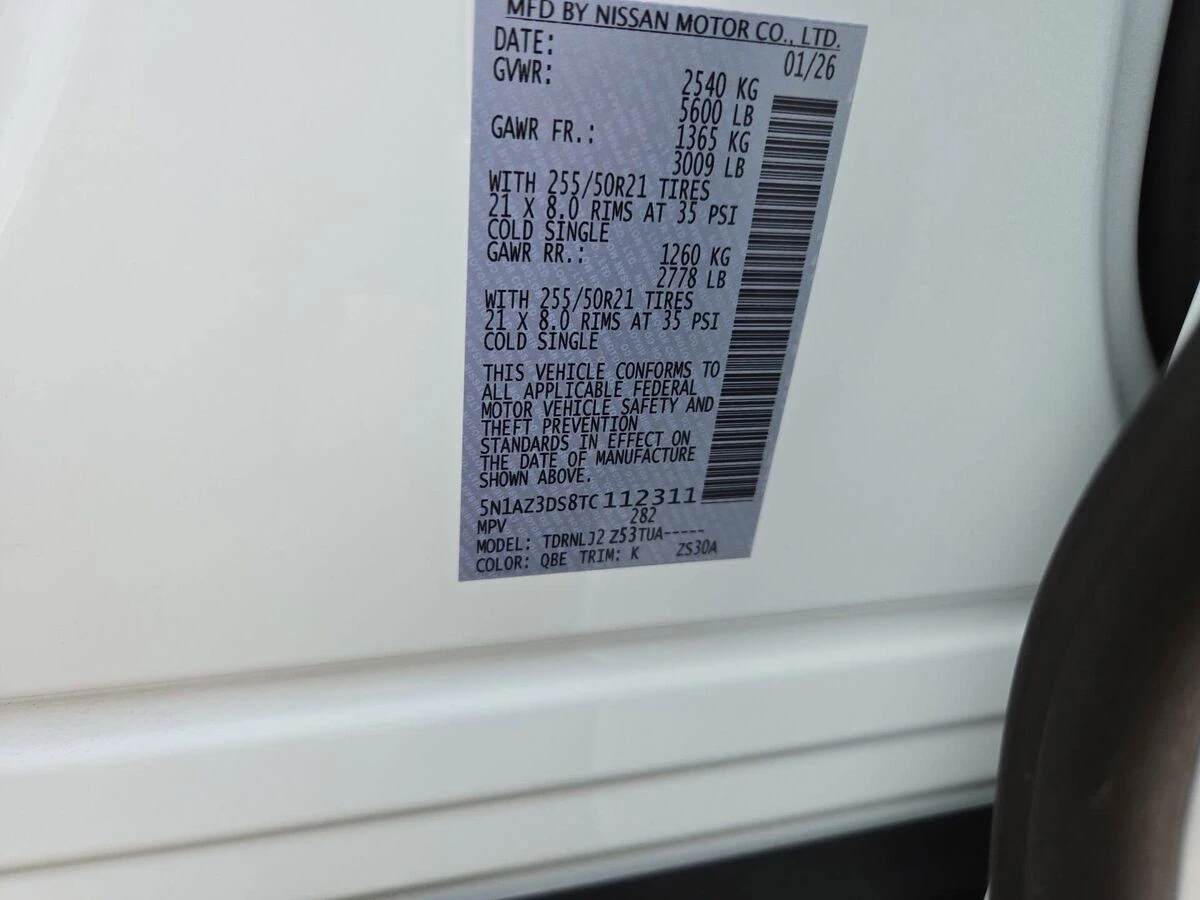 MFD BY NISSAN MOTOR CO., LTD.
DATE: 01/26
GVWR: 2540 KG
5600 LB
GAWR FR.: 1365 KG
3009 LB
WITH 255/50R21 TIRES
21 X 8.0 RIMS AT 35 PSI
COLD SINGLE
GAWR RR.: 1260 KG
2778 LB
WITH 255/50R21 TIRES
21 X 8.0 RIMS AT 35 PSI
COLD SINGLE
THIS VEHICLE CONFORMS TO
ALL APPLICABLE FEDERAL
MOTOR VEHICLE SAFETY AND
THEFT PREVENTION
STANDARDS IN EFFECT ON
THE DATE OF MANUFACTURE
SHOWN ABOVE.
5N1AZ3DS8TC112311
MPV 282
MODEL: TDRNLJ2 Z53TUA-----
COLOR: QBE TRIM: K ZS30A